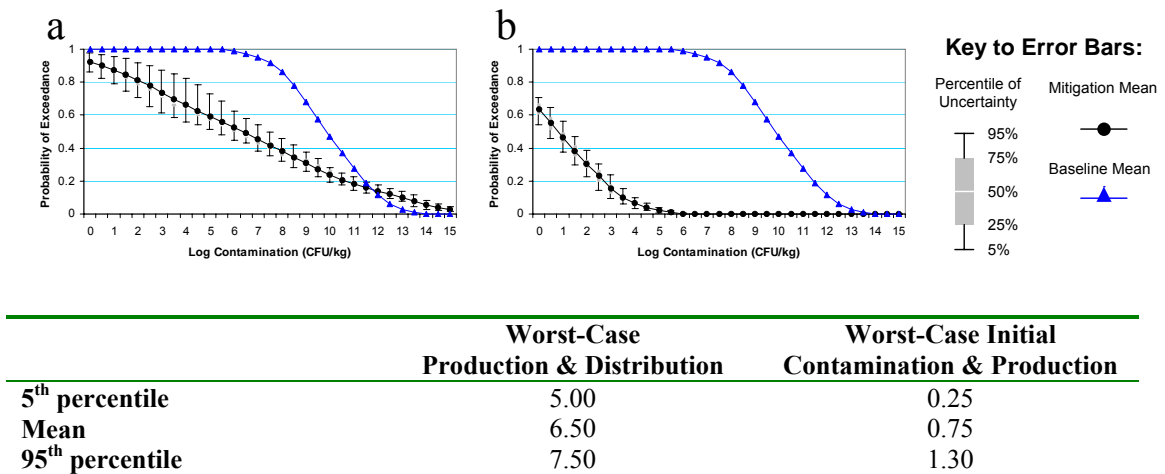 a
Probability of Exceedance
1
0.8
0.6
0.4
0.2
0
0 1 2 3 4 5 6 7 8 9 10 11 12 13 14 15
Log Contamination (CFU/kg)
b
Probability of Exceedance
1
0.8
0.6
0.4
0.2
0
0 1 2 3 4 5 6 7 8 9 10 11 12 13 14 15
Log Contamination (CFU/kg)
Key to Error Bars:
Percentile of
Uncertainty
95%
75%
50%
25%
5%
Mitigation Mean
Baseline Mean
Worst-Case Worst-Case Initial
Production & Distribution Contamination & Production
5th percentile 5.00 0.25
Mean 6.50 0.75
95th percentile 7.50 1.30